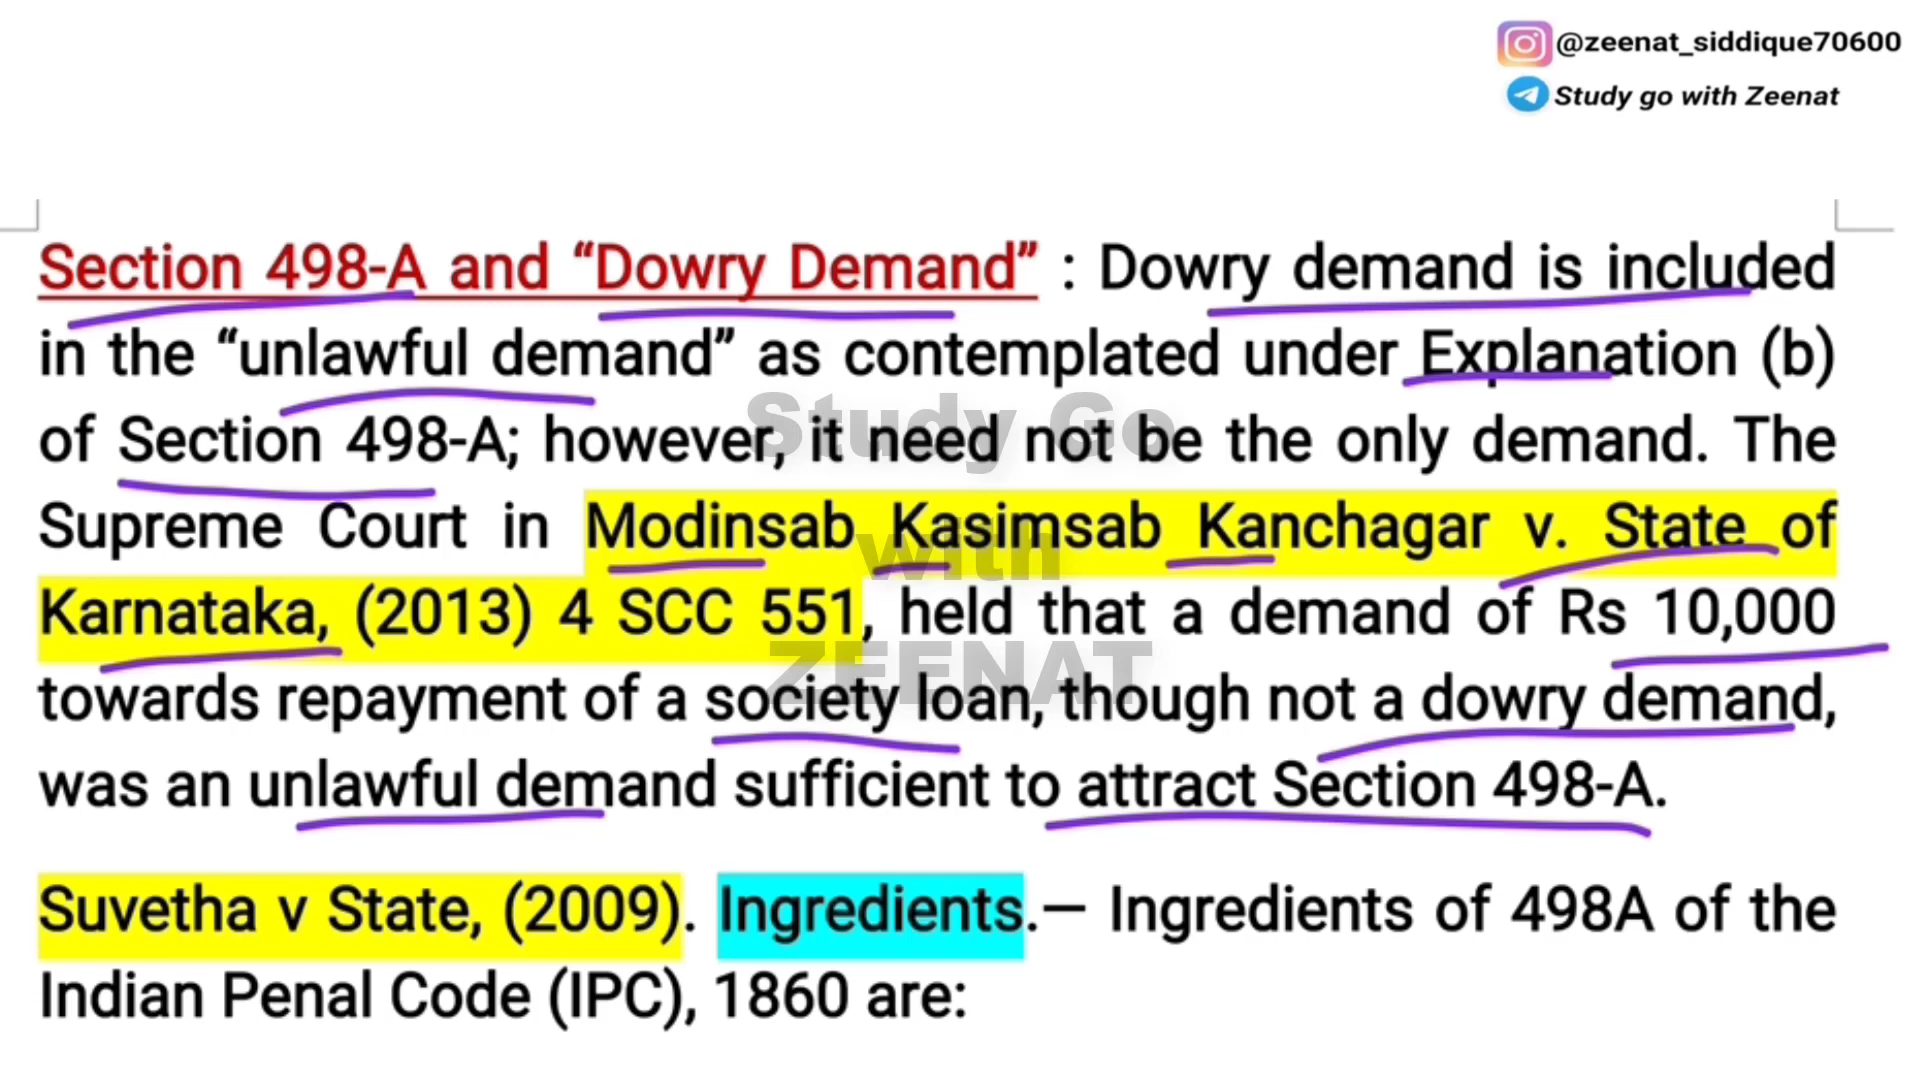 @zeenat_siddique70600
Study go with Zeenat
Section 498-A and “Dowry Demand” : Dowry demand is included
in the “unlawful demand” as contemplated under Explanation (b)
of Section 498-A; however, it need not be the only demand. The
Supreme Court in Modinsab Kasimsab Kanchagar v. State of
Karnataka, (2013) 4 SCC 551, held that a demand of Rs 10,000
towards repayment of a society loan, though not a dowry demand,
was an unlawful demand sufficient to attract Section 498-A.
Suvetha v State, (2009). Ingredients.— Ingredients of 498A of the
Indian Penal Code (IPC), 1860 are:
Study Go
with
ZEENAT